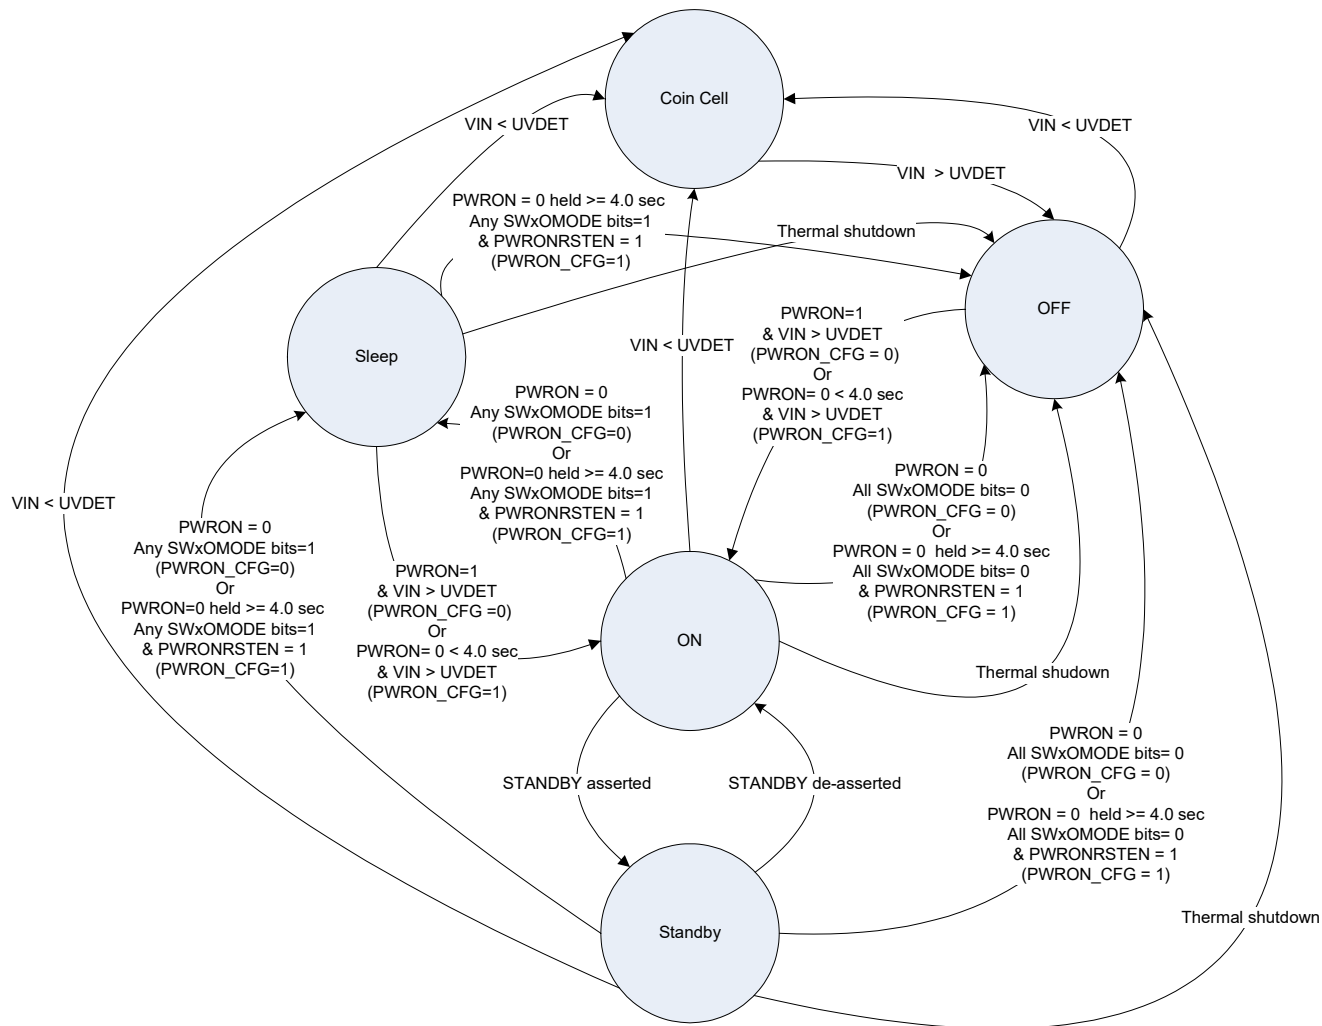 Coin Cell
VIN < UVDET
VIN < UVDET
VIN  > UVDET
PWRON = 0 held >= 4.0 sec
Any SWxOMODE bits=1
& PWRONRSTEN = 1
(PWRON_CFG=1)
Thermal shutdown
OFF
Sleep
PWRON=1
& VIN > UVDET
(PWRON_CFG = 0)
Or
PWRON= 0 < 4.0 sec
& VIN > UVDET
(PWRON_CFG=1)
VIN < UVDET
PWRON = 0
Any SWxOMODE bits=1
(PWRON_CFG=0)
Or
PWRON=0 held >= 4.0 sec
Any SWxOMODE bits=1
& PWRONRSTEN = 1
(PWRON_CFG=1)
PWRON = 0
All SWxOMODE bits= 0
(PWRON_CFG = 0)
Or
PWRON = 0  held >= 4.0 sec
All SWxOMODE bits= 0
& PWRONRSTEN = 1
(PWRON_CFG = 1)
VIN < UVDET
PWRON = 0
Any SWxOMODE bits=1
(PWRON_CFG=0)
Or
PWRON=0 held >= 4.0 sec
Any SWxOMODE bits=1
& PWRONRSTEN = 1
(PWRON_CFG=1)
PWRON=1
& VIN > UVDET
(PWRON_CFG =0)
Or
PWRON= 0 < 4.0 sec
& VIN > UVDET
(PWRON_CFG=1)
ON
Thermal shudown
STANDBY asserted
STANDBY de-asserted
PWRON = 0
All SWxOMODE bits= 0
(PWRON_CFG = 0)
Or
PWRON = 0  held >= 4.0 sec
All SWxOMODE bits= 0
& PWRONRSTEN = 1
(PWRON_CFG = 1)
Standby
Thermal shutdown